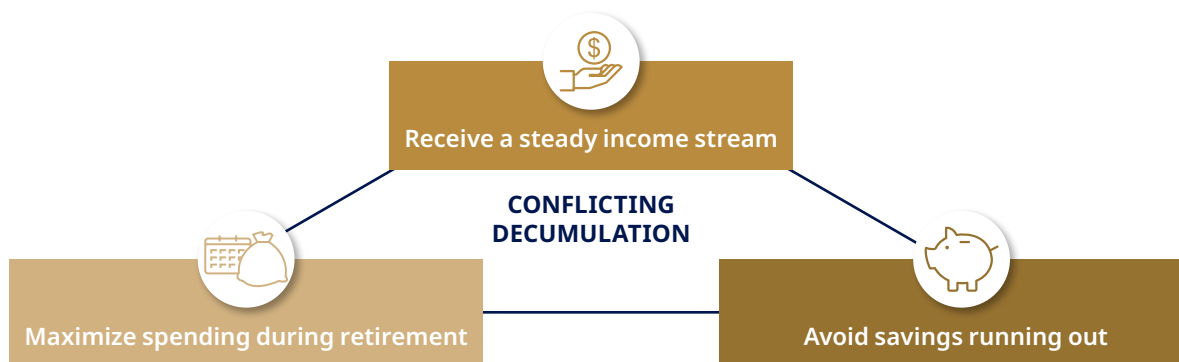 $
Receive a steady income stream
CONFLICTING
DECUMULATION
Maximize spending during retirement
Avoid savings running out